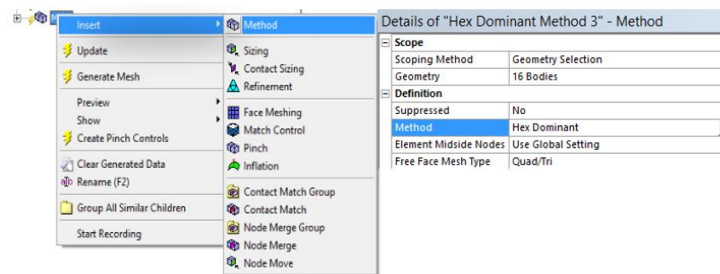 Insert
Update
Generate Mesh
Preview
Show
Create Pinch Controls
Clear Generated Data
Rename (F2)
Group All Similar Children
Start Recording
Method
Sizing
Contact Sizing
Refinement
Face Meshing
Match Control
Pinch
Inflation
Contact Match Group
Contact Match
Node Merge Group
Node Merge
Node Move
Details of "Hex Dominant Method 3" - Method
Scope
Scoping Method Geometry Selection
Geometry 16 Bodies
Definition
Suppressed No
Method Hex Dominant
Element Midside Nodes Use Global Setting
Free Face Mesh Type Quad/Tri